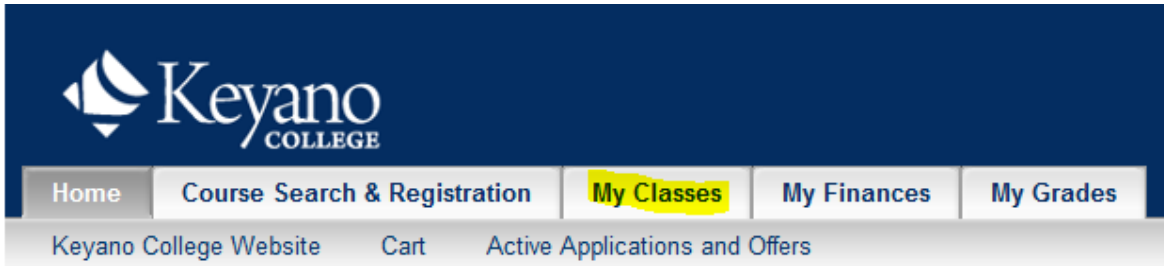 Keyano
COLLEGE
Home Course Search & Registration My Classes My Finances My Grades
Keyano College Website Cart Active Applications and Offers